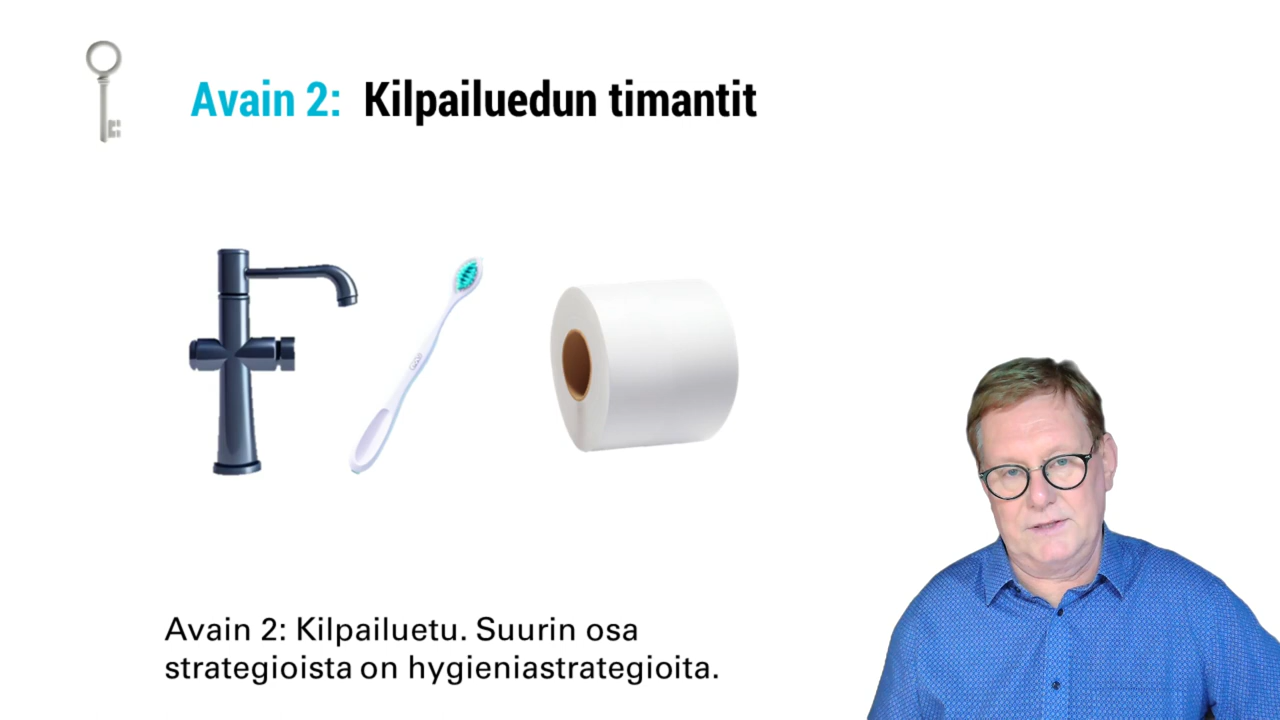 Avain 2: Kilpailuedun timantit
Avain 2: Kilpailuetu. Suurin osa
strategioista on hygieniastrategioita.